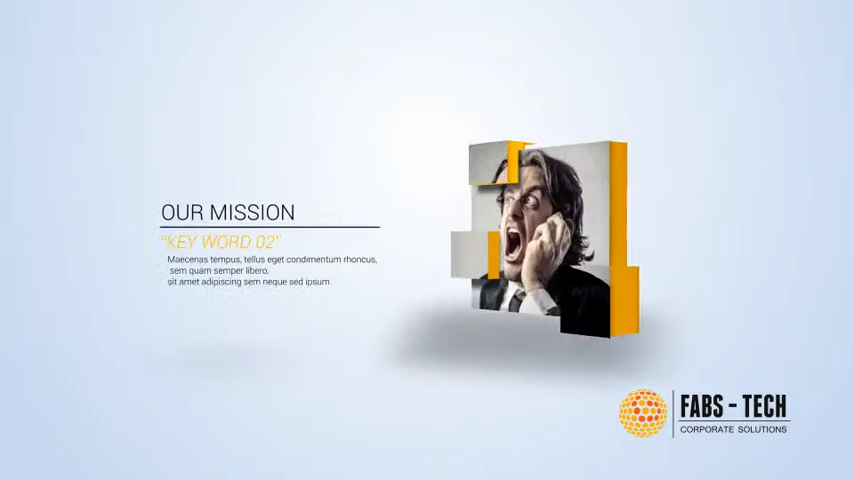 OUR MISSION
“KEY WORD 02”
Maecenas tempus, tellus eget condimentum rhoncus,
sem quam semper libero,
sit amet adipiscing sem neque sed ipsum
FABS - TECH
CORPORATE SOLUTIONS